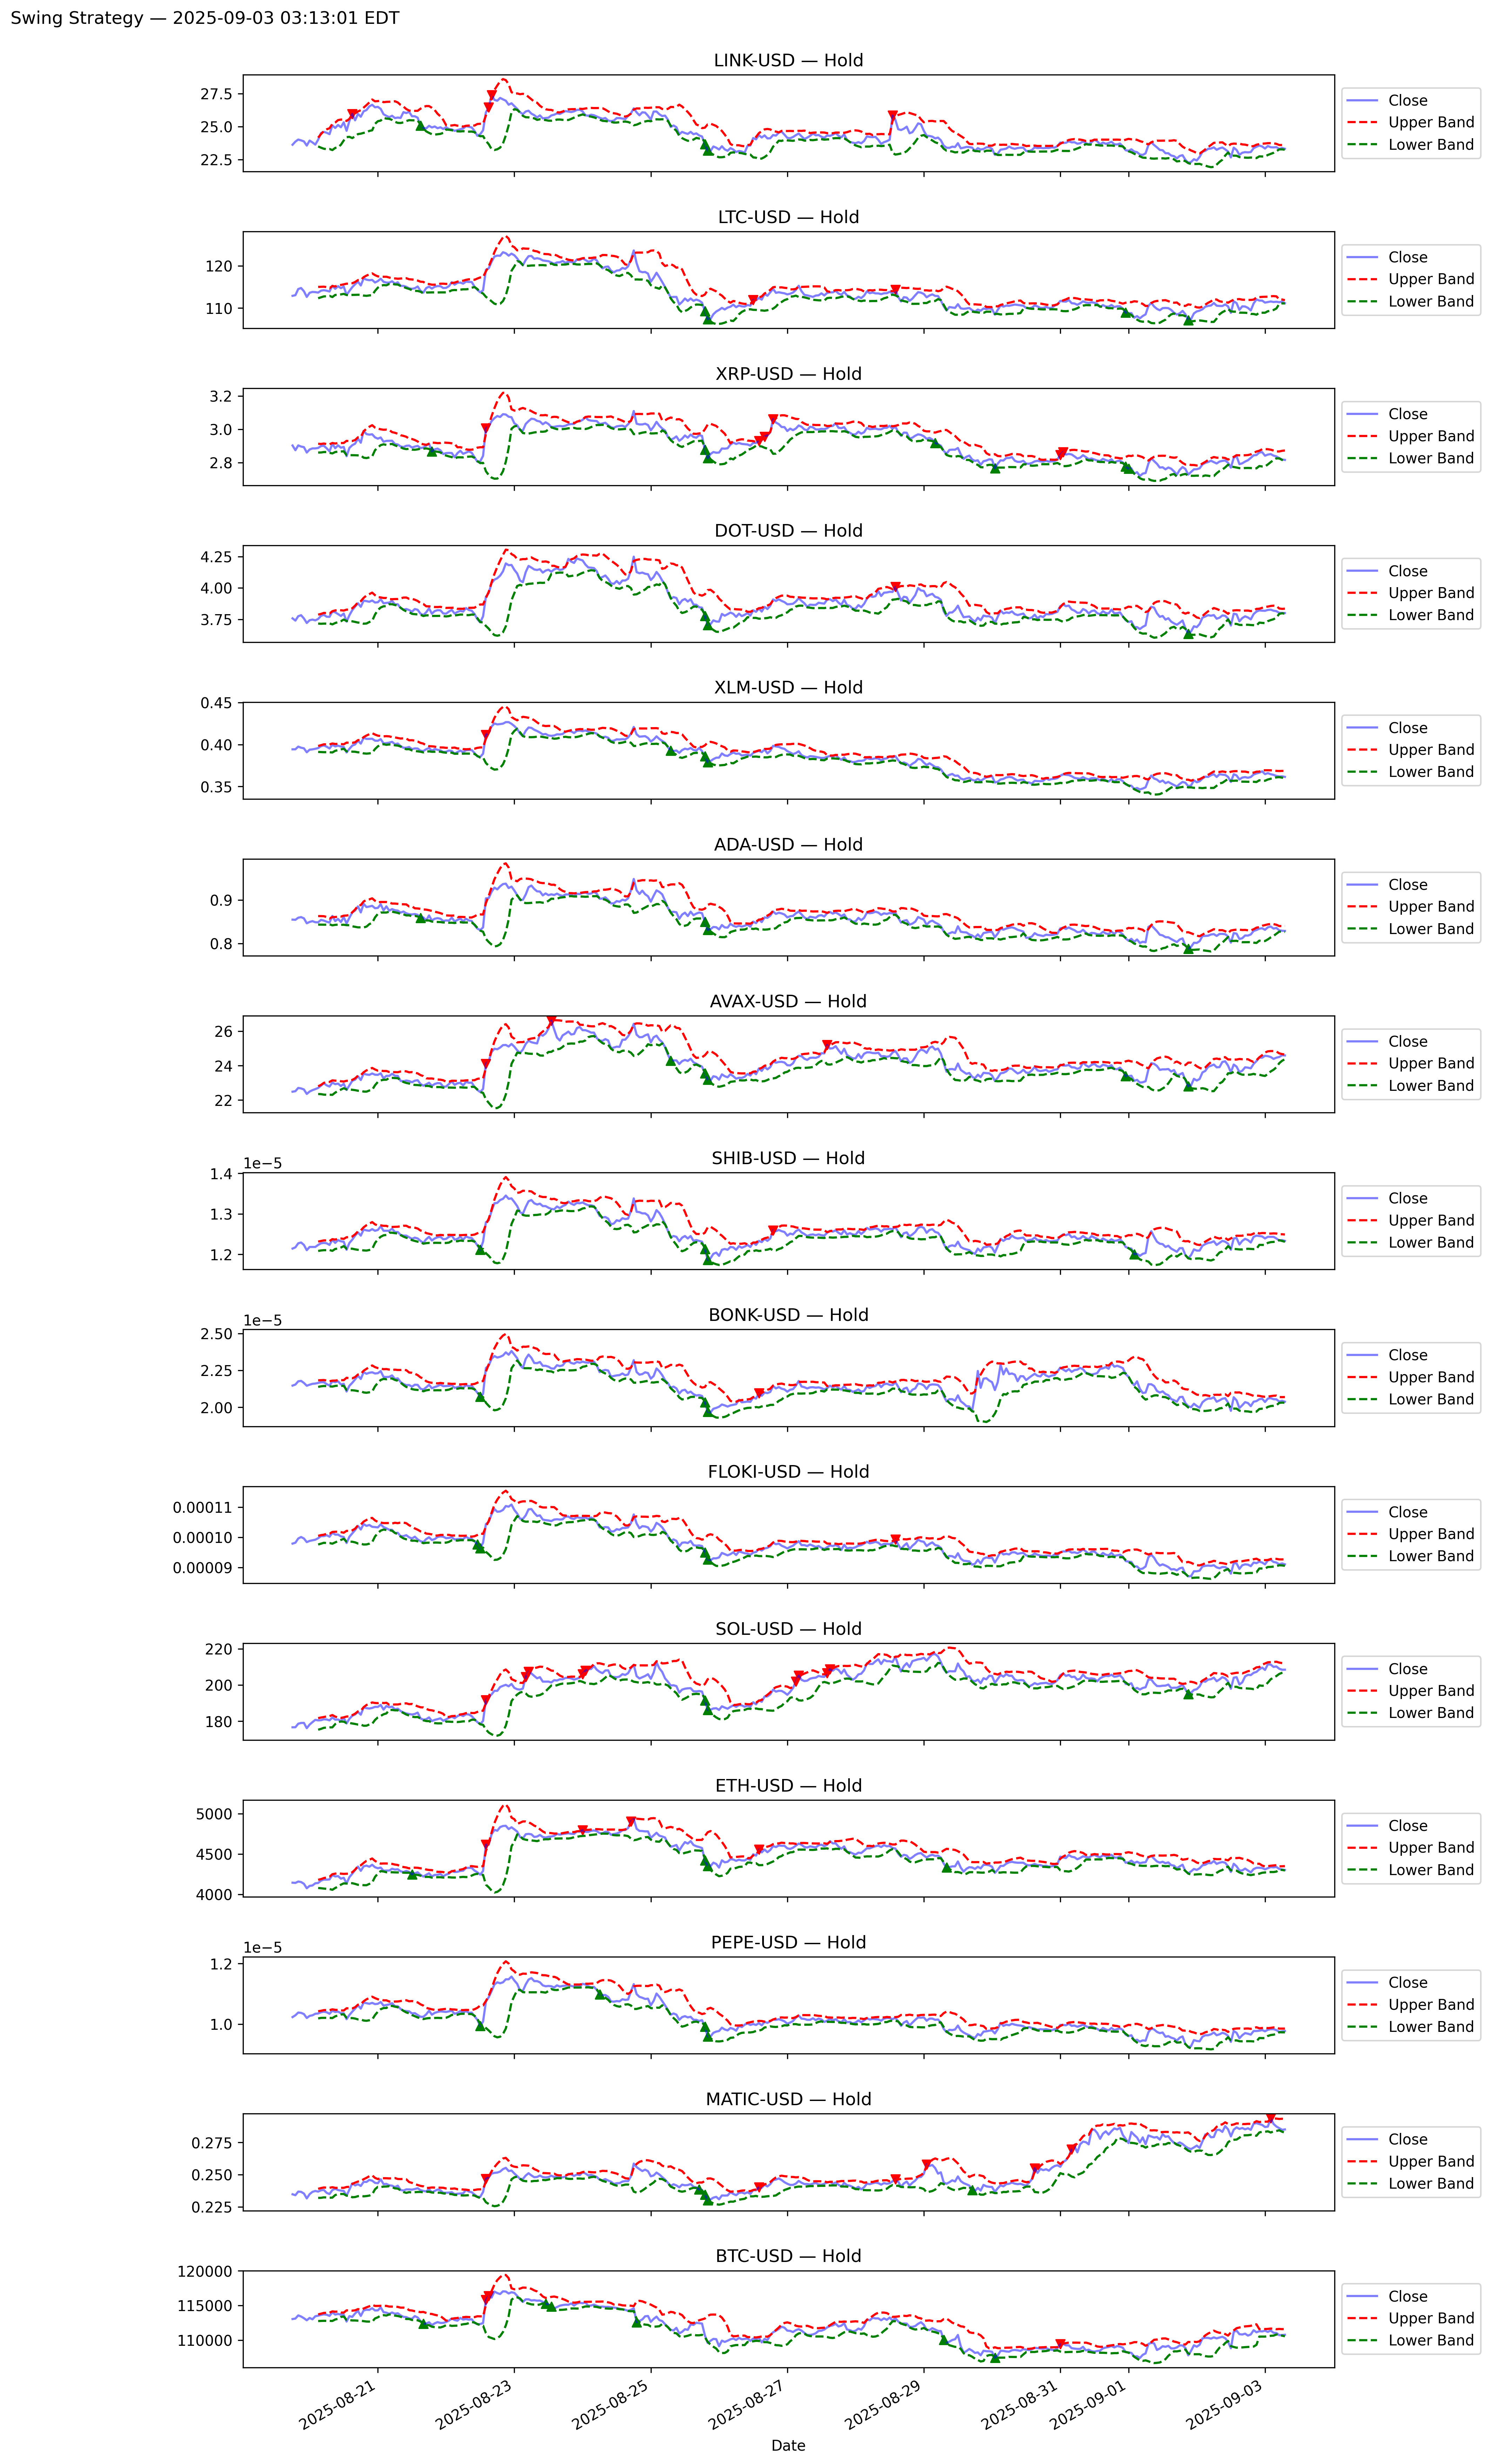 Swing Strategy — 2025-09-03 03:13:01 EDT
LINK-USD — Hold
27.5
25.0
22.5
Close
Upper Band
Lower Band
LTC-USD — Hold
120
110
Close
Upper Band
Lower Band
XRP-USD — Hold
3.2
3.0
2.8
Close
Upper Band
Lower Band
DOT-USD — Hold
4.25
4.00
3.75
Close
Upper Band
Lower Band
XLM-USD — Hold
0.45
0.40
0.35
Close
Upper Band
Lower Band
ADA-USD — Hold
0.9
0.8
Close
Upper Band
Lower Band
AVAX-USD — Hold
26
24
22
Close
Upper Band
Lower Band
SHIB-USD — Hold
1e−5
1.4
1.3
1.2
Close
Upper Band
Lower Band
BONK-USD — Hold
1e−5
2.50
2.25
2.00
Close
Upper Band
Lower Band
FLOKI-USD — Hold
0.00011
0.00010
0.00009
Close
Upper Band
Lower Band
SOL-USD — Hold
220
200
180
Close
Upper Band
Lower Band
ETH-USD — Hold
5000
4500
4000
Close
Upper Band
Lower Band
PEPE-USD — Hold
1e−5
1.2
1.0
Close
Upper Band
Lower Band
MATIC-USD — Hold
0.275
0.250
0.225
Close
Upper Band
Lower Band
BTC-USD — Hold
120000
115000
110000
Close
Upper Band
Lower Band
2025-08-21
2025-08-23
2025-08-25
2025-08-27
2025-08-29
2025-08-31
2025-09-01
2025-09-03
Date